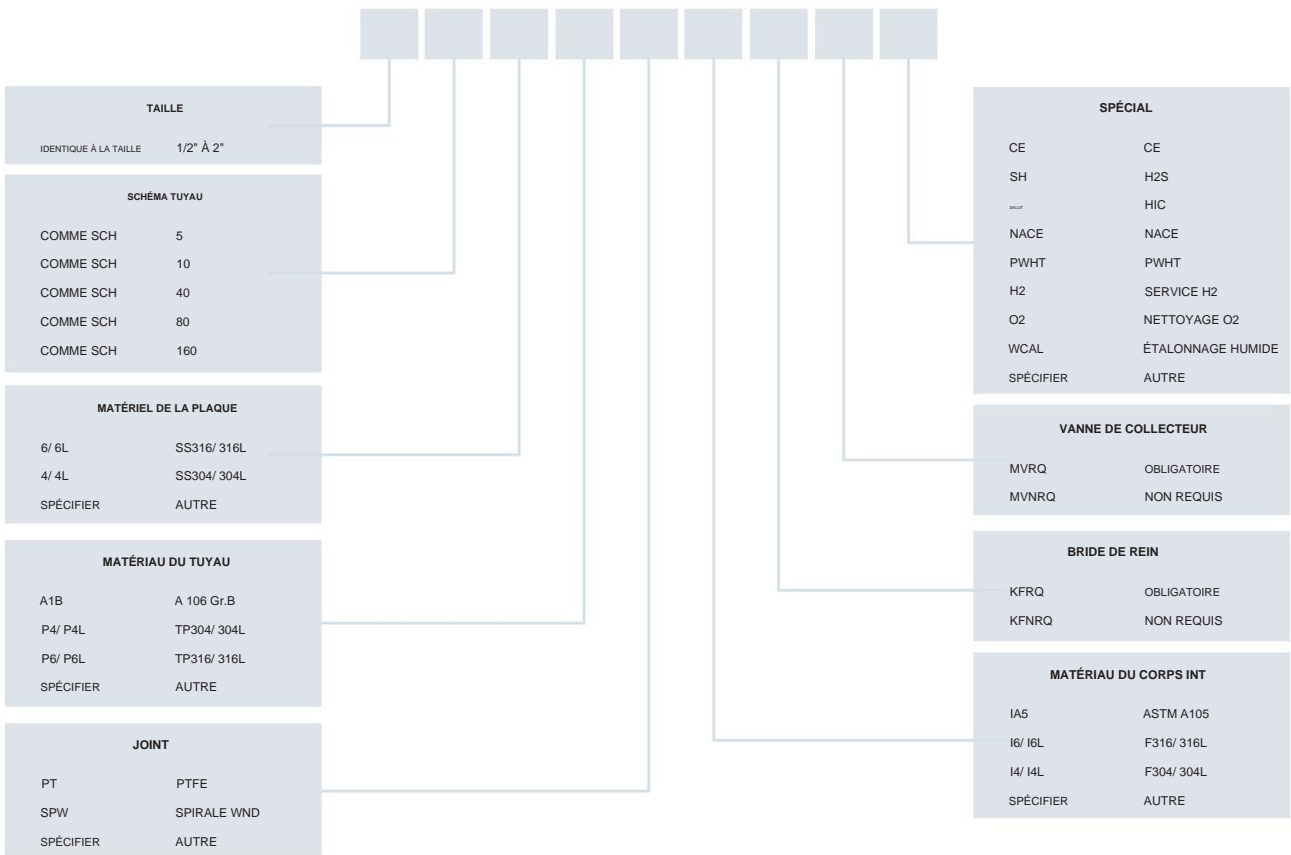 TAILLE
IDENTIQUE À LA TAILLE 1/2" À 2"
SCHÉMA TUYAU
COMME SCH 5
COMME SCH 10
COMME SCH 40
COMME SCH 80
COMME SCH 160
MATÉRIEL DE LA PLAQUE
6/ 6L SS316/ 316L
4/ 4L SS304/ 304L
SPÉCIFIER AUTRE
MATÉRIAU DU TUYAU
A1B A 106 Gr.B
P4/ P4L TP304/ 304L
P6/ P6L TP316/ 316L
SPÉCIFIER AUTRE
JOINT
PT PTFE
SPW SPIRALE WND
SPÉCIFIER AUTRE
SPÉCIAL
CE CE
SH H2S
HIC
NACE NACE
PWHT PWHT
H2 SERVICE H2
O2 NETTOYAGE O2
WCAL ÉTALONNAGE HUMIDE
SPÉCIFIER AUTRE
VANNE DE COLLECTEUR
MVRQ OBLIGATOIRE
MVNRQ NON REQUIS
BRIDE DE REIN
KFRQ OBLIGATOIRE
KFNRQ NON REQUIS
MATÉRIAU DU CORPS INT
IA5 ASTM A105
I6/ I6L F316/ 316L
I4/ I4L F304/ 304L
SPÉCIFIER AUTRE